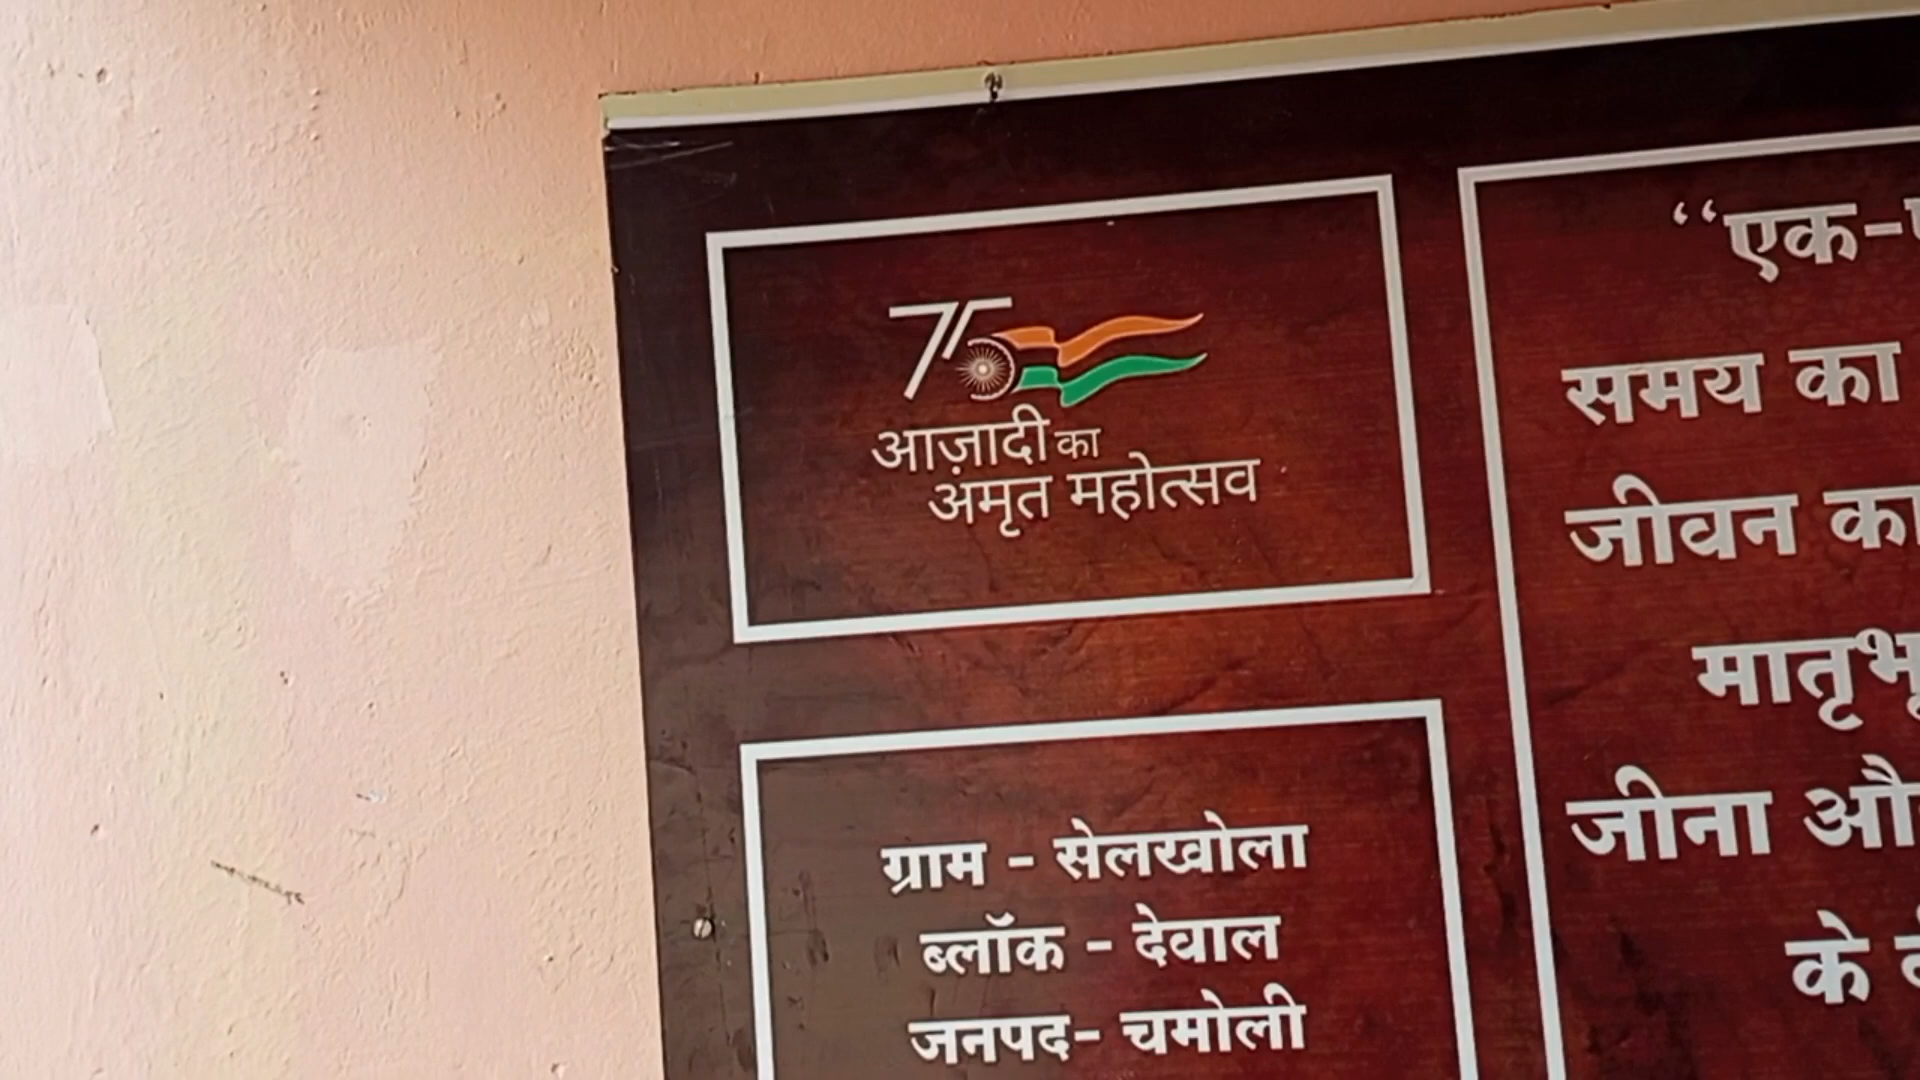 75
आज़ादी का
अमृत महोत्सव
ग्राम - सेलखोला
ब्लॉक - देवाल
जनपद- चमोली
“एक-
समय का
जीवन का
जीना
के